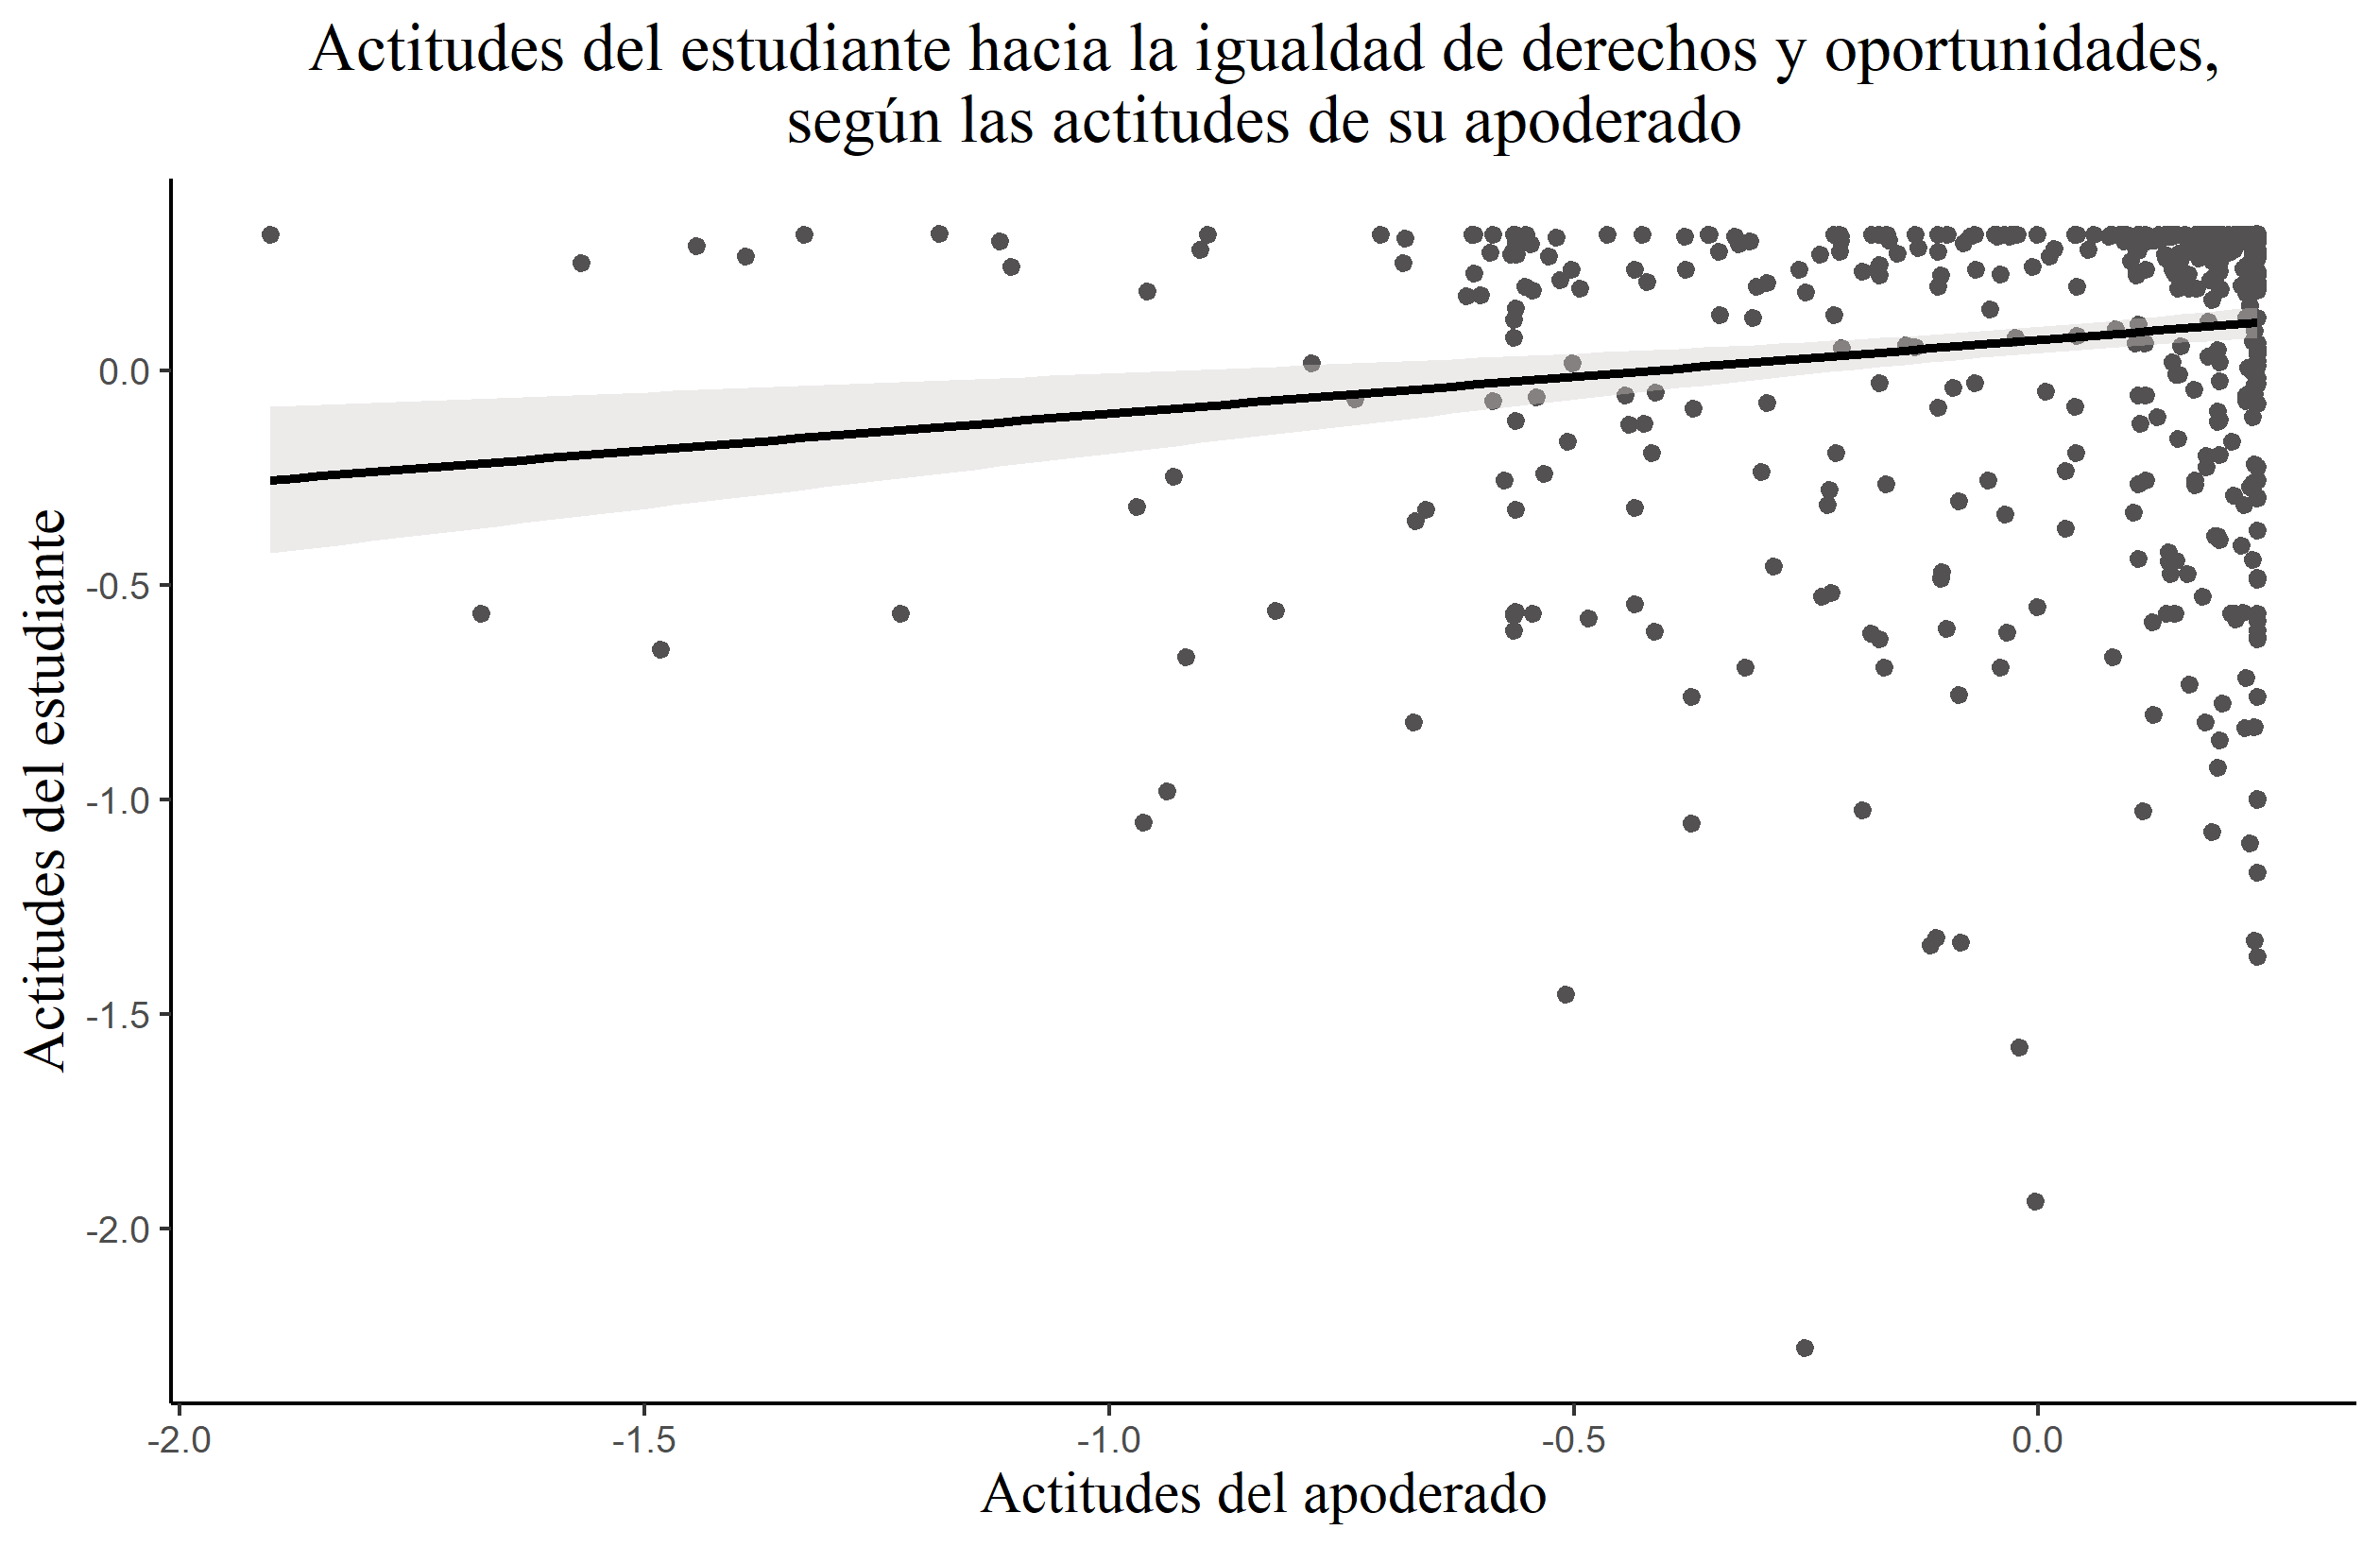 Actitudes del estudiante hacia la igualdad de derechos y oportunidades,
según las actitudes de su apoderado
Actitudes del estudiante
0.0
-0.5
-1.0
-1.5
-2.0
-2.0
-1.5
-1.0
-0.5
0.0
Actitudes del apoderado